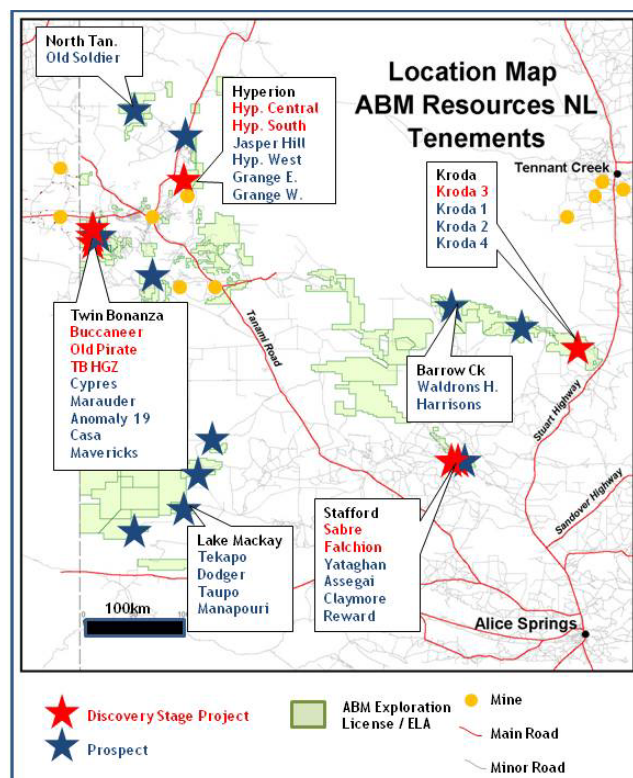 North Tan.
Old Soldier
Location Map
ABM Resources NL
Tenements
Hyperion
Hyp. Central
Hyp. South
Jasper Hill
Hyp. West
Grange E.
Grange W.
Tennant Creek
Kroda
Kroda 3
Kroda 1
Kroda 2
Kroda 4
Twin Bonanza
Buccaneer
Old Pirate
TB HGZ
Cypres
Marauder
Anomaly 19
Casa
Mavericks
Tanami Road
Barrow Ck
Waldrons H.
Harrisons
Stuart Highway
Sandover Highway
Lake Mackay
Tekapo
Dodger
Taupo
Manapouri
Stafford
Sabre
Falchion
Yataghan
Assegai
Claymore
Reward
100km
Alice Springs
Discovery Stage Project
Prospect
ABM Exploration
License / ELA
Mine
Main Road
Minor Road